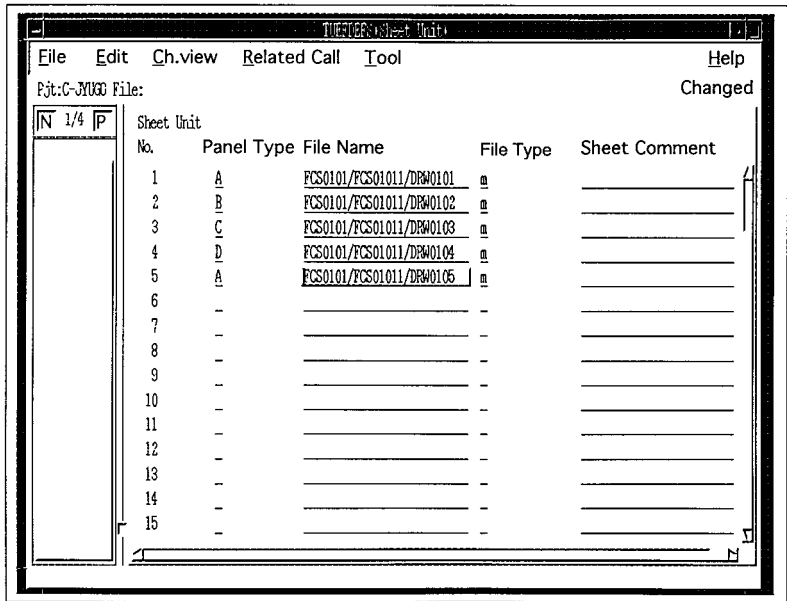 (Sheet Unit)
File Edit Ch.view Related Call Tool Help
Pjt:C-JYUGO File: Changed
N 1/4 P Sheet Unit
No. Panel Type File Name File Type Sheet Comment
1 A FCS0101/FCS01011/DRW0101 m
2 B FCS0101/FCS01011/DRW0102 m
3 C FCS0101/FCS01011/DRW0103 m
4 D FCS0101/FCS01011/DRW0104 m
5 A FCS0101/FCS01011/DRW0105 m
6
7
8
9
10
11
12
13
14
15